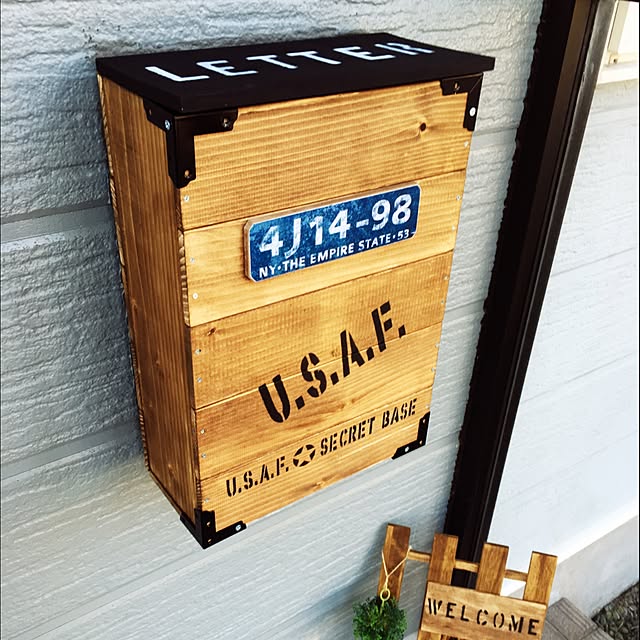 LETTER
4J14-98
NY·THE EMPIRE STATE·53
U.S.A.F.
U.S.A.F. SECRET BASE
WELCOME